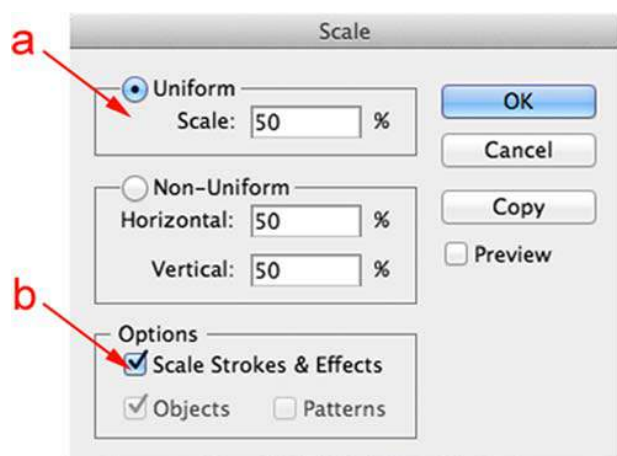 Scale
a
Uniform
Scale: 50 %
OK
Cancel
Non-Uniform
Horizontal: 50 %
Vertical: 50 %
Copy
Preview
b
Options
Scale Strokes & Effects
Objects Patterns